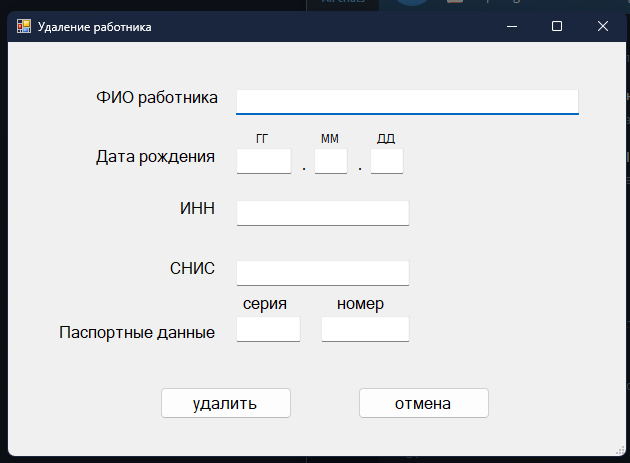 Удаление работника
ФИО работника
ГГ ММ ДД
Дата рождения . .
ИНН
СНИС
серия номер
Паспортные данные
удалить отмена